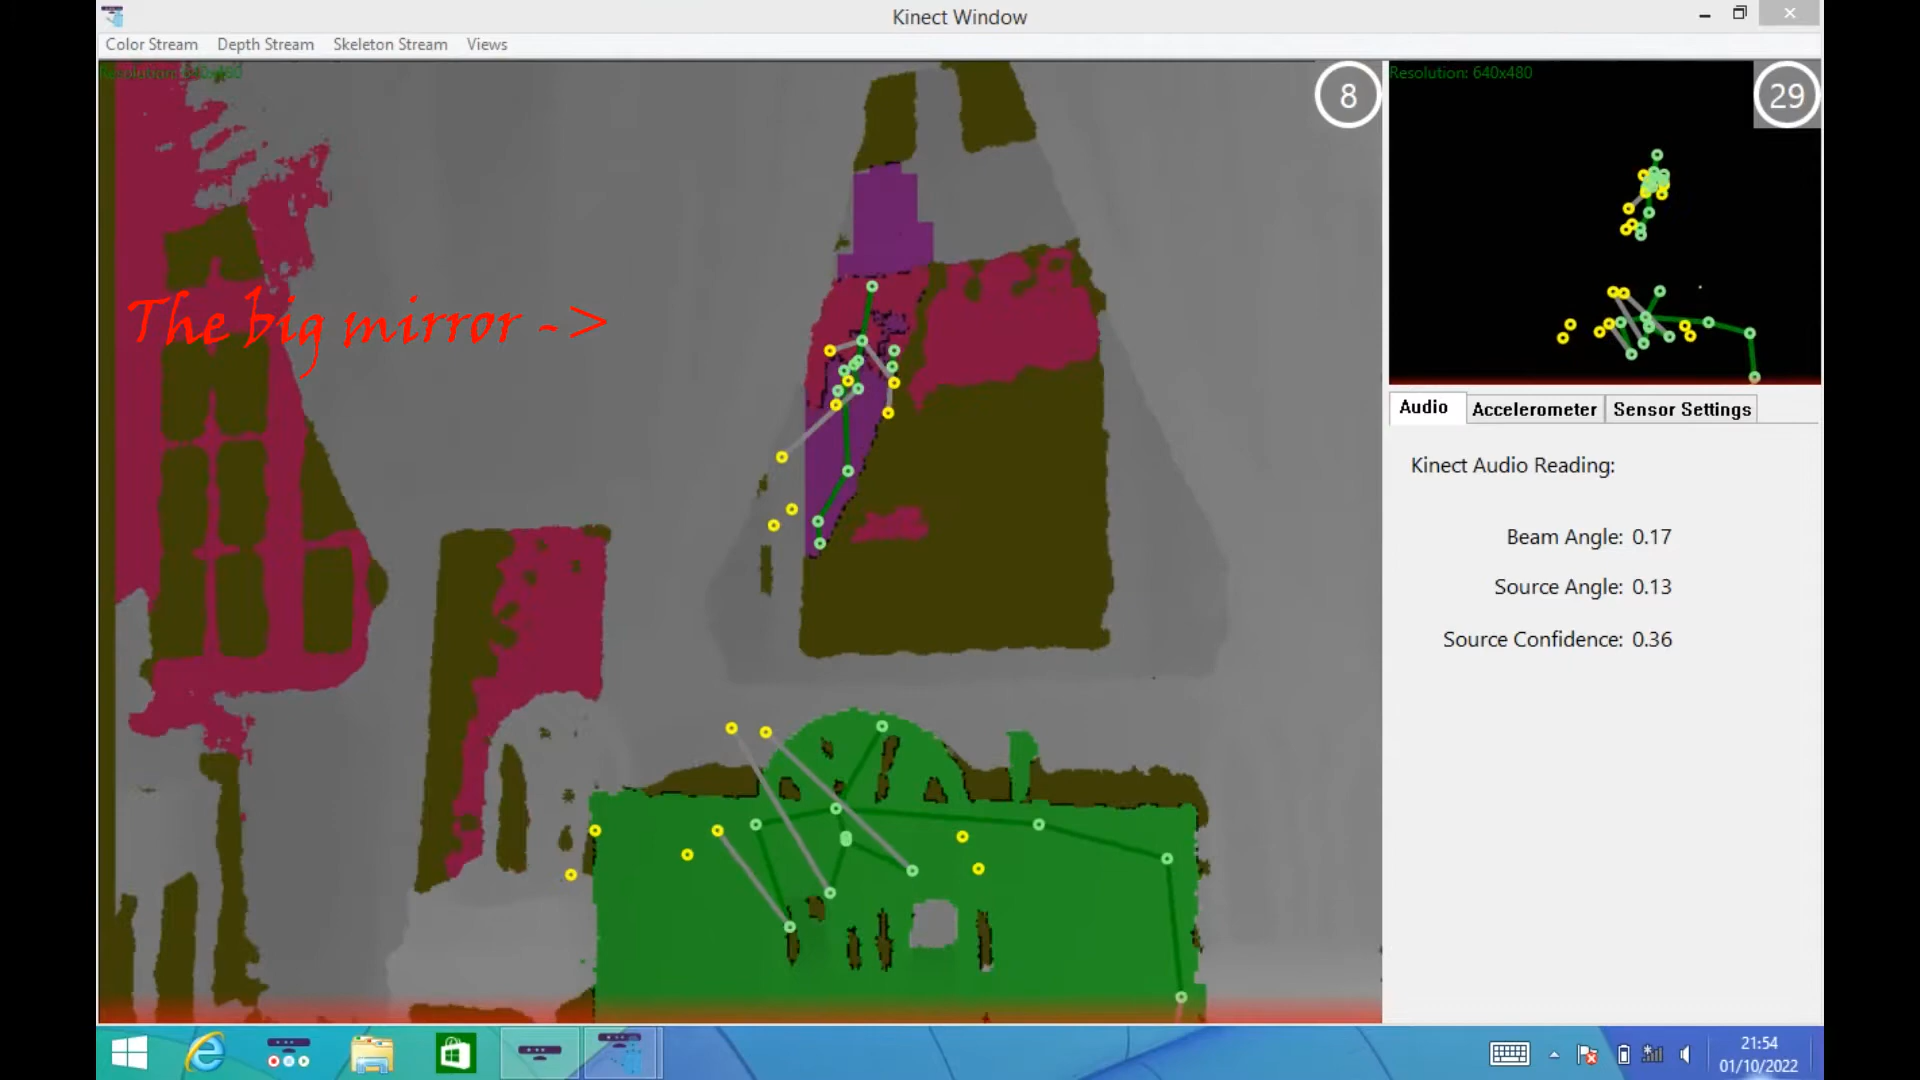 Kinect Window
Color Stream Depth Stream Skeleton Stream Views
Resolution: 640x480
8
Resolution: 640x480
29
The big mirror ->
Audio Accelerometer Sensor Settings
Kinect Audio Reading:
Beam Angle: 0.17
Source Angle: 0.13
Source Confidence: 0.36
21:54
01/10/2022